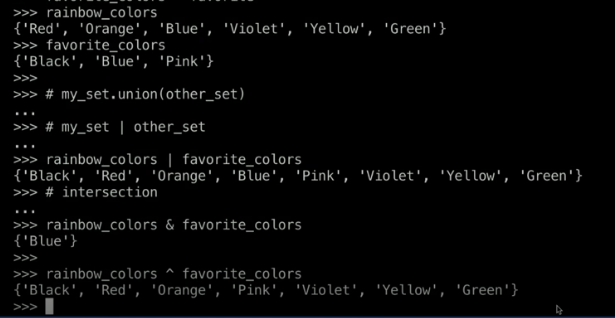 >>> rainbow_colors
{'Red', 'Orange', 'Blue', 'Violet', 'Yellow', 'Green'}
>>> favorite_colors
{'Black', 'Blue', 'Pink'}
>>>
>>> # my_set.union(other_set)
...
>>> # my_set | other_set
...
>>> rainbow_colors | favorite_colors
{'Black', 'Red', 'Orange', 'Blue', 'Pink', 'Violet', 'Yellow', 'Green'}
>>> # intersection
...
>>> rainbow_colors & favorite_colors
{'Blue'}
>>>
>>> rainbow_colors ^ favorite_colors
{'Black', 'Red', 'Orange', 'Pink', 'Violet', 'Yellow', 'Green'}
>>>